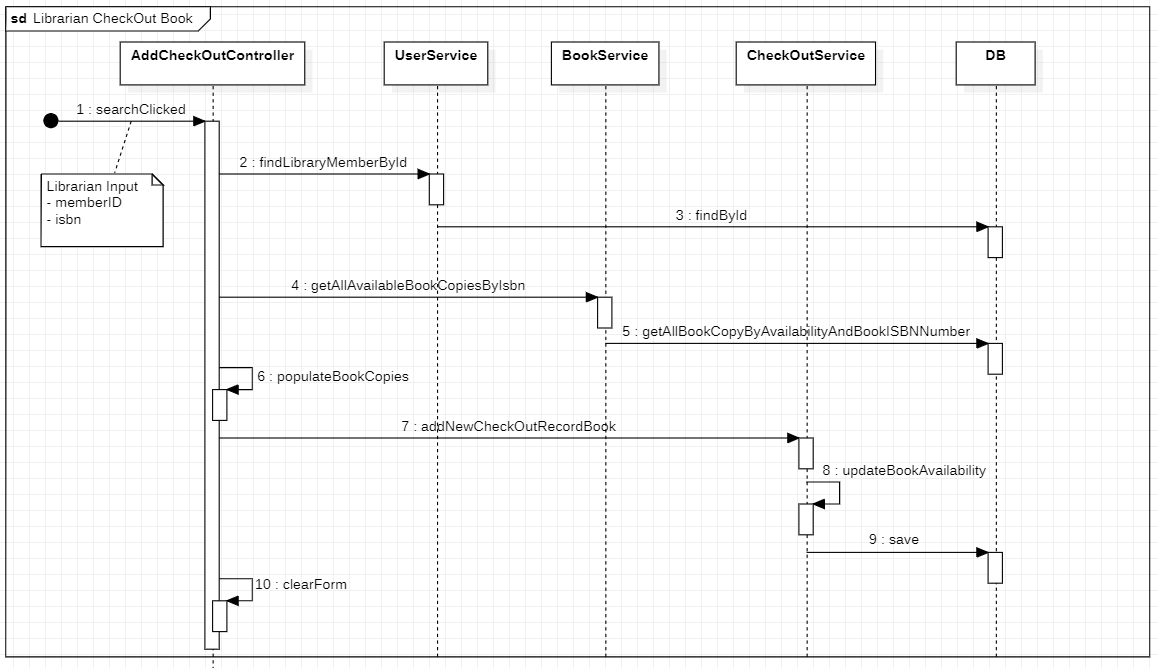 sd Librarian CheckOut Book
AddCheckOutController
UserService
BookService
CheckOutService
DB
1 : searchClicked
2 : findLibraryMemberById
Librarian Input
- memberID
- isbn
3 : findById
4 : getAllAvailableBookCopiesByIsbn
5 : getAllBookCopyByAvailabilityAndBookISBNNumber
6 : populateBookCopies
7 : addNewCheckOutRecordBook
8 : updateBookAvailability
9 : save
10 : clearForm